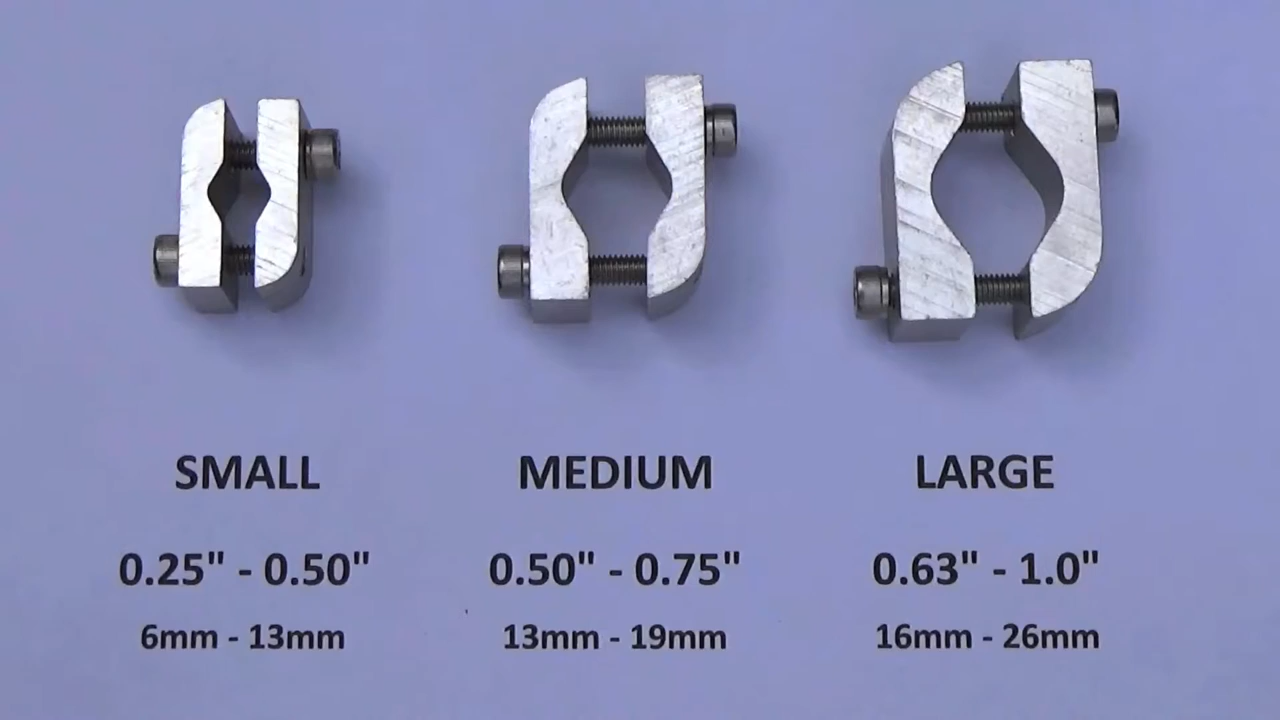 SMALL MEDIUM LARGE
0.25" - 0.50" 0.50" - 0.75" 0.63" - 1.0"
6mm - 13mm 13mm - 19mm 16mm - 26mm